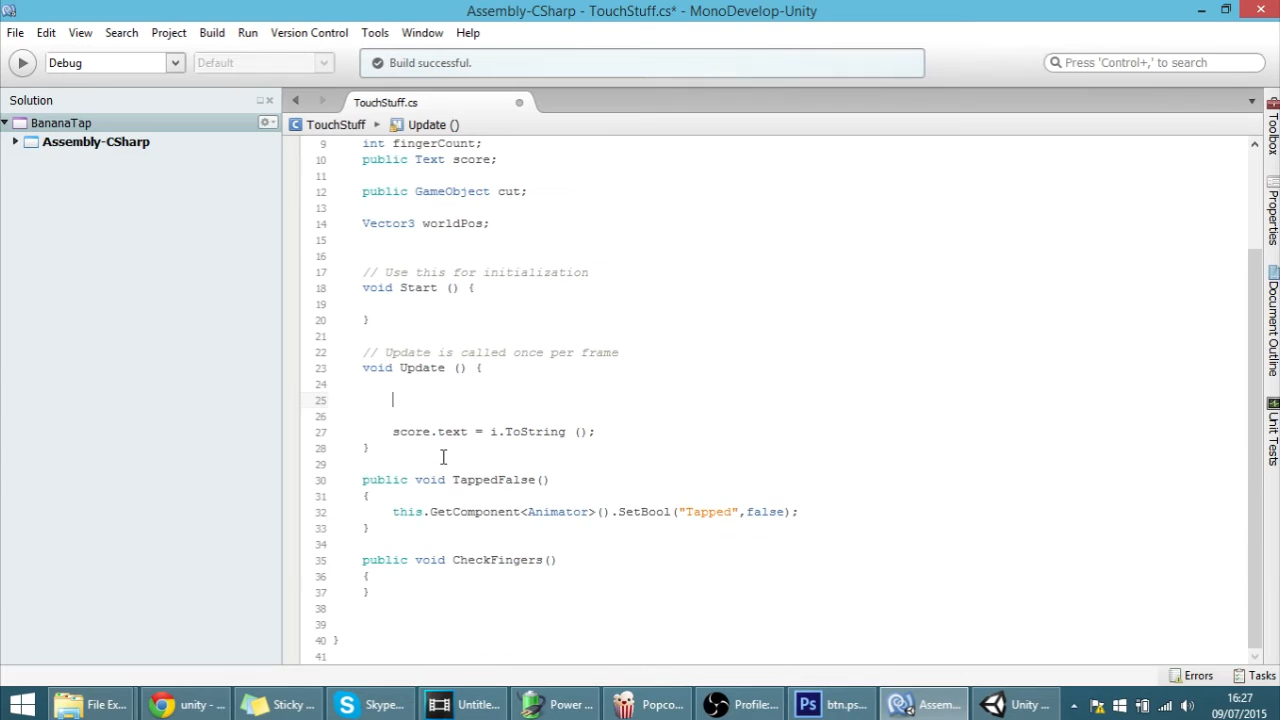 Assembly-CSharp - TouchStuff.cs* - MonoDevelop-Unity
File Edit View Search Project Build Run Version Control Tools Window Help
Debug Default Build successful. Press 'Control+,' to search
Solution
BananaTap
Assembly-CSharp
TouchStuff.cs
TouchStuff Update ()
9 int fingerCount;
10 public Text score;
11
12 public GameObject cut;
13
14 Vector3 worldPos;
15
16
17 // Use this for initialization
18 void Start () {
19
20 }
21
22 // Update is called once per frame
23 void Update () {
24
25
26
27 score.text = i.ToString ();
28 }
29
30 public void TappedFalse()
31 {
32 this.GetComponent<Animator>().SetBool("Tapped",false);
33 }
34
35 public void CheckFingers()
36 {
37 }
38
39
40 }
41
Toolbox
Properties
Document Outline
Unit Tests
Errors Tasks
File Ex... unity - ... Sticky ... Skype... Untitle... Power ... Popco... Profile:... btn.ps... Assem... Unity ...
16:27
09/07/2015